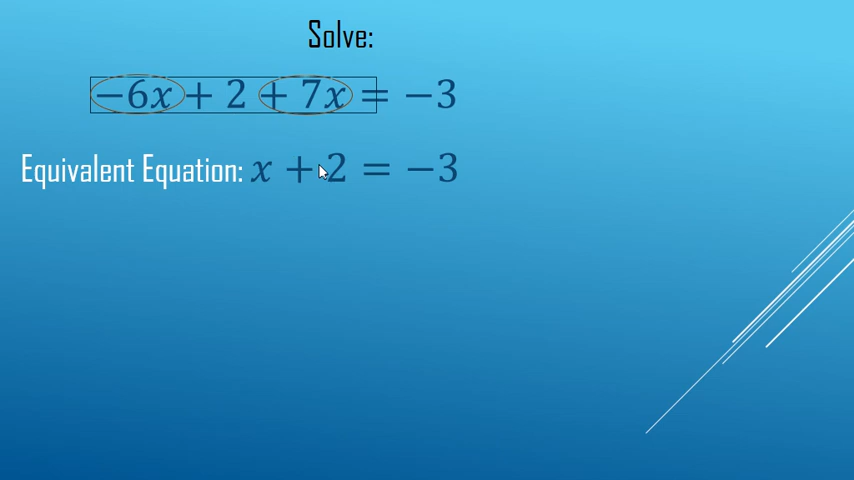 Solve:
−6x + 2 + 7x = −3
Equivalent Equation: x + 2 = −3